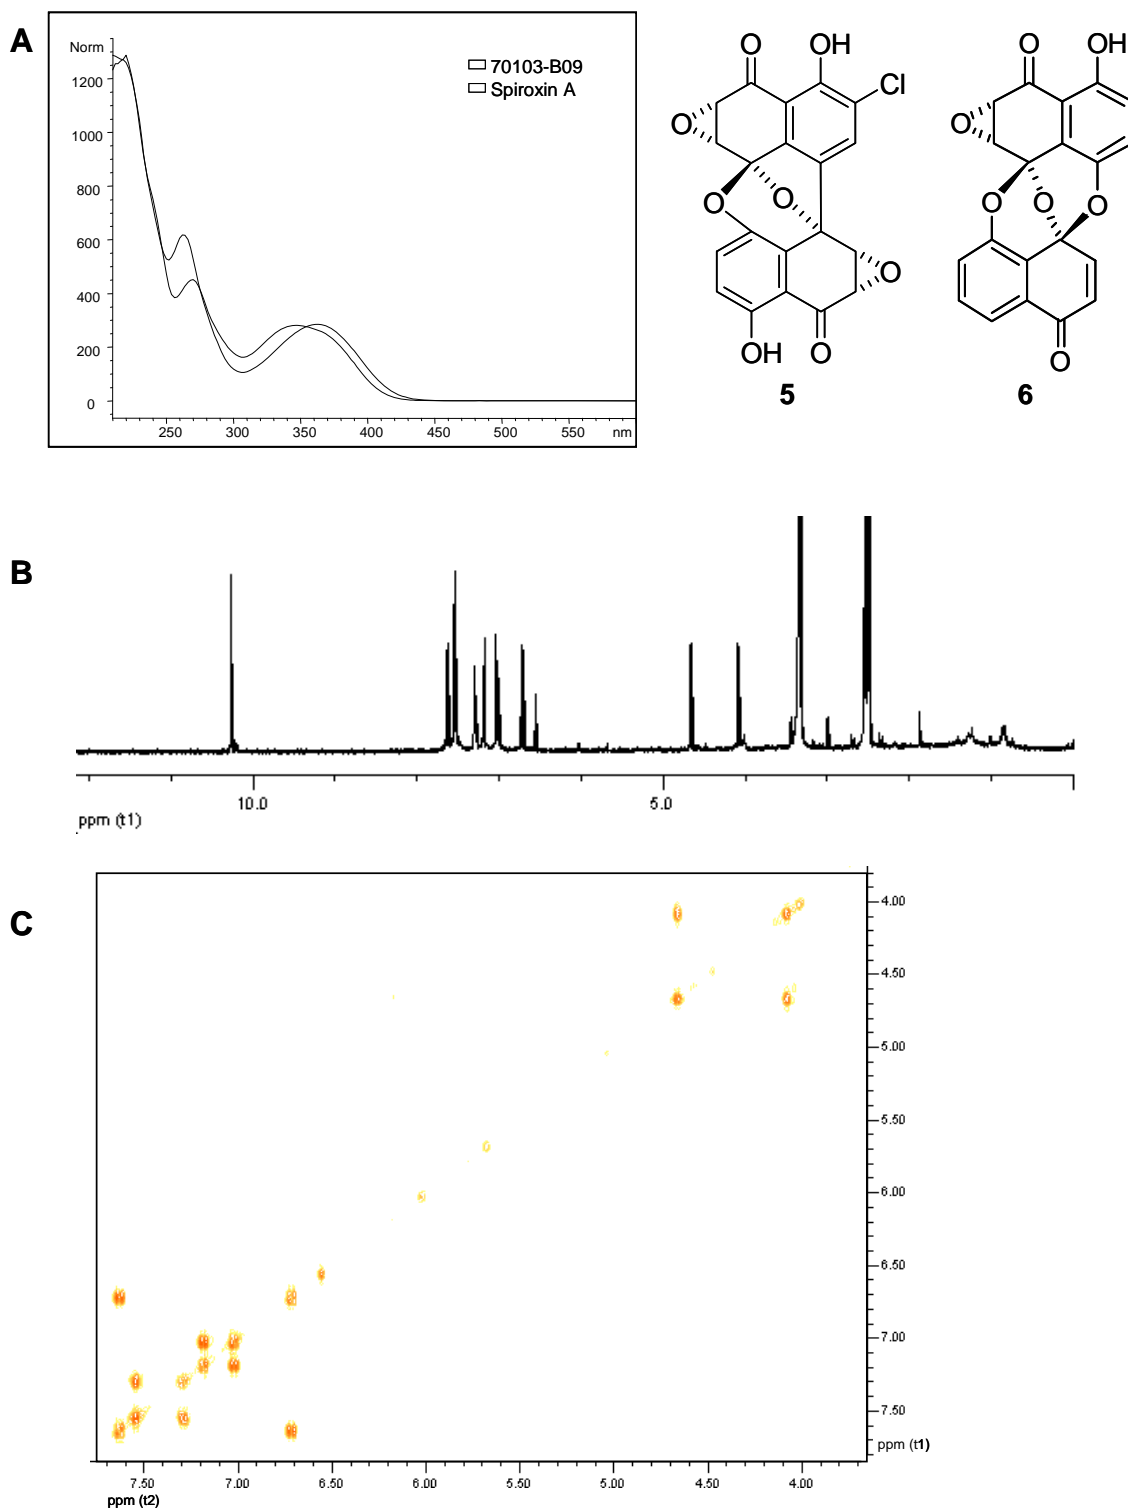 A
Norm
1200
1000
800
600
400
200
0
250 300 350 400 450 500 550 nm
70103-B09
Spiroxin A
O OH
Cl
O
O O
O
OH O
5
O OH
O
O O O
O
6
B
10.0 5.0
ppm (t1)
C
4.00
4.50
5.00
5.50
6.00
6.50
7.00
7.50
ppm (t1)
7.50 7.00 6.50 6.00 5.50 5.00 4.50 4.00
ppm (t2)